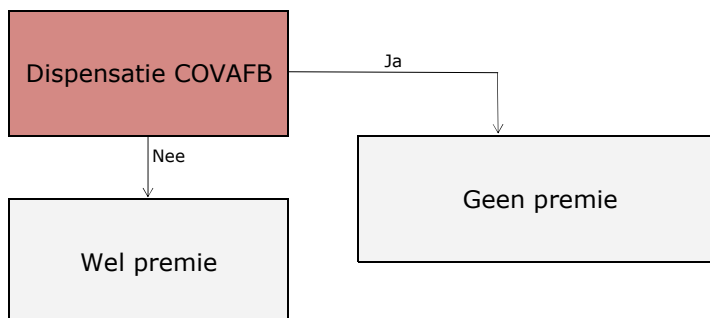 Dispensatie COVAFB
Ja
Nee
Geen premie
Wel premie